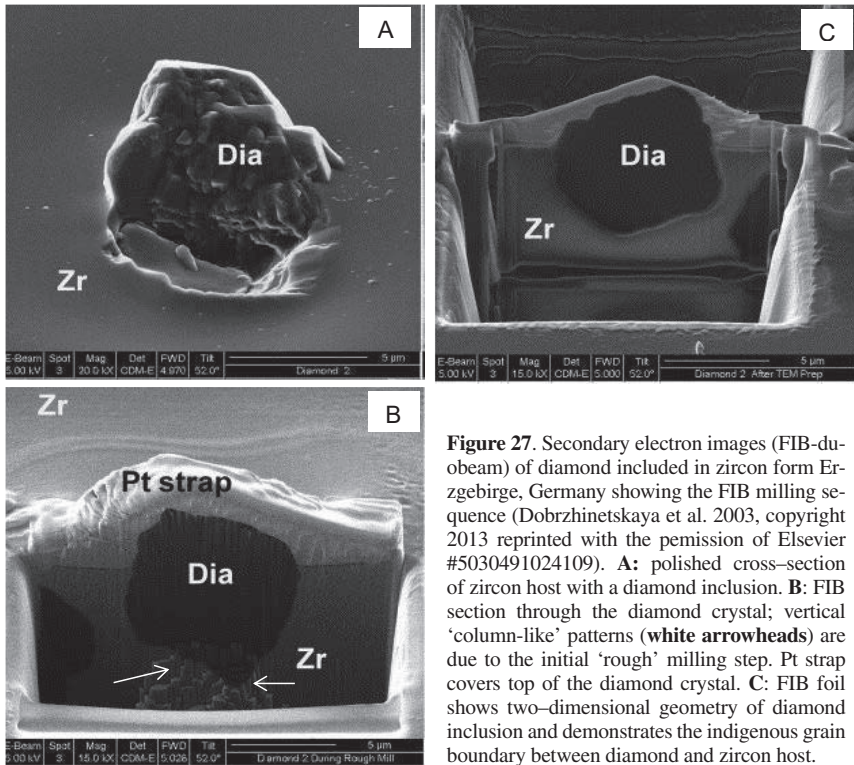 A
Dia
Zr
E-Beam Spot Mag Det FWD Tilt 5 µm
5.00 kV 3 20.0 kX CDM-E 4.970 52.0° Diamond 2
C
Dia
Zr
E-Beam Spot Mag Det FWD Tilt 5 µm
5.00 kV 3 15.0 kX CDM-E 5.000 52.0° Diamond 2 After TEM Prep
Zr
B
Pt strap
Dia
Zr
E-Beam Spot Mag Det FWD Tilt 5 µm
5.00 kV 3 15.0 kX CDM-E 5.026 52.0° Diamond 2 During Rough Mill
Figure 27. Secondary electron images (FIB-du-
obeam) of diamond included in zircon form Er-
zgebirge, Germany showing the FIB milling se-
quence (Dobrzhinetskaya et al. 2003, copyright
2013 reprinted with the pemission of Elsevier
#5030491024109). A: polished cross–section
of zircon host with a diamond inclusion. B: FIB
section through the diamond crystal; vertical
‘column-like’ patterns (white arrowheads) are
due to the initial ‘rough’ milling step. Pt strap
covers top of the diamond crystal. C: FIB foil
shows two–dimensional geometry of diamond
inclusion and demonstrates the indigenous grain
boundary between diamond and zircon host.